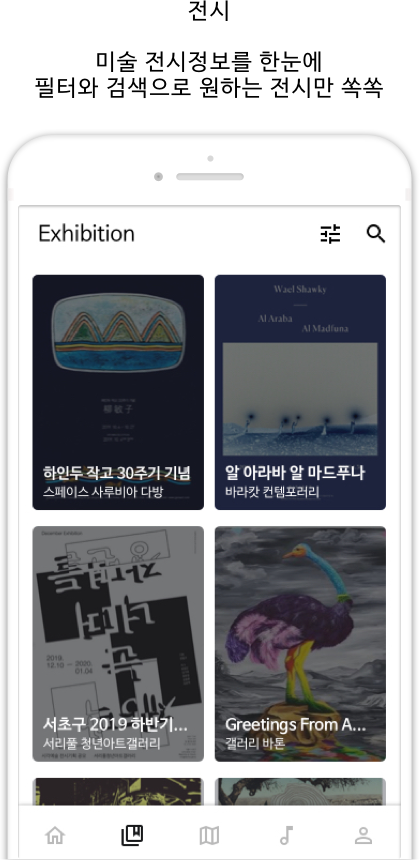 전시
미술 전시정보를 한눈에
필터와 검색으로 원하는 전시만 쏙쏙
Exhibition
하인두 작고 30주기 기념
스페이스 사루비아 다방
Wael Shawky
Al Araba
Al Madfuna
알 아라바 알 마드푸나
바라캇 컨템포러리
December Exhibition
2019.
12.10 – 2020.
01.04
서초구 2019 하반기...
서리풀 청년아트갤러리
Greetings From A...
갤러리 바톤